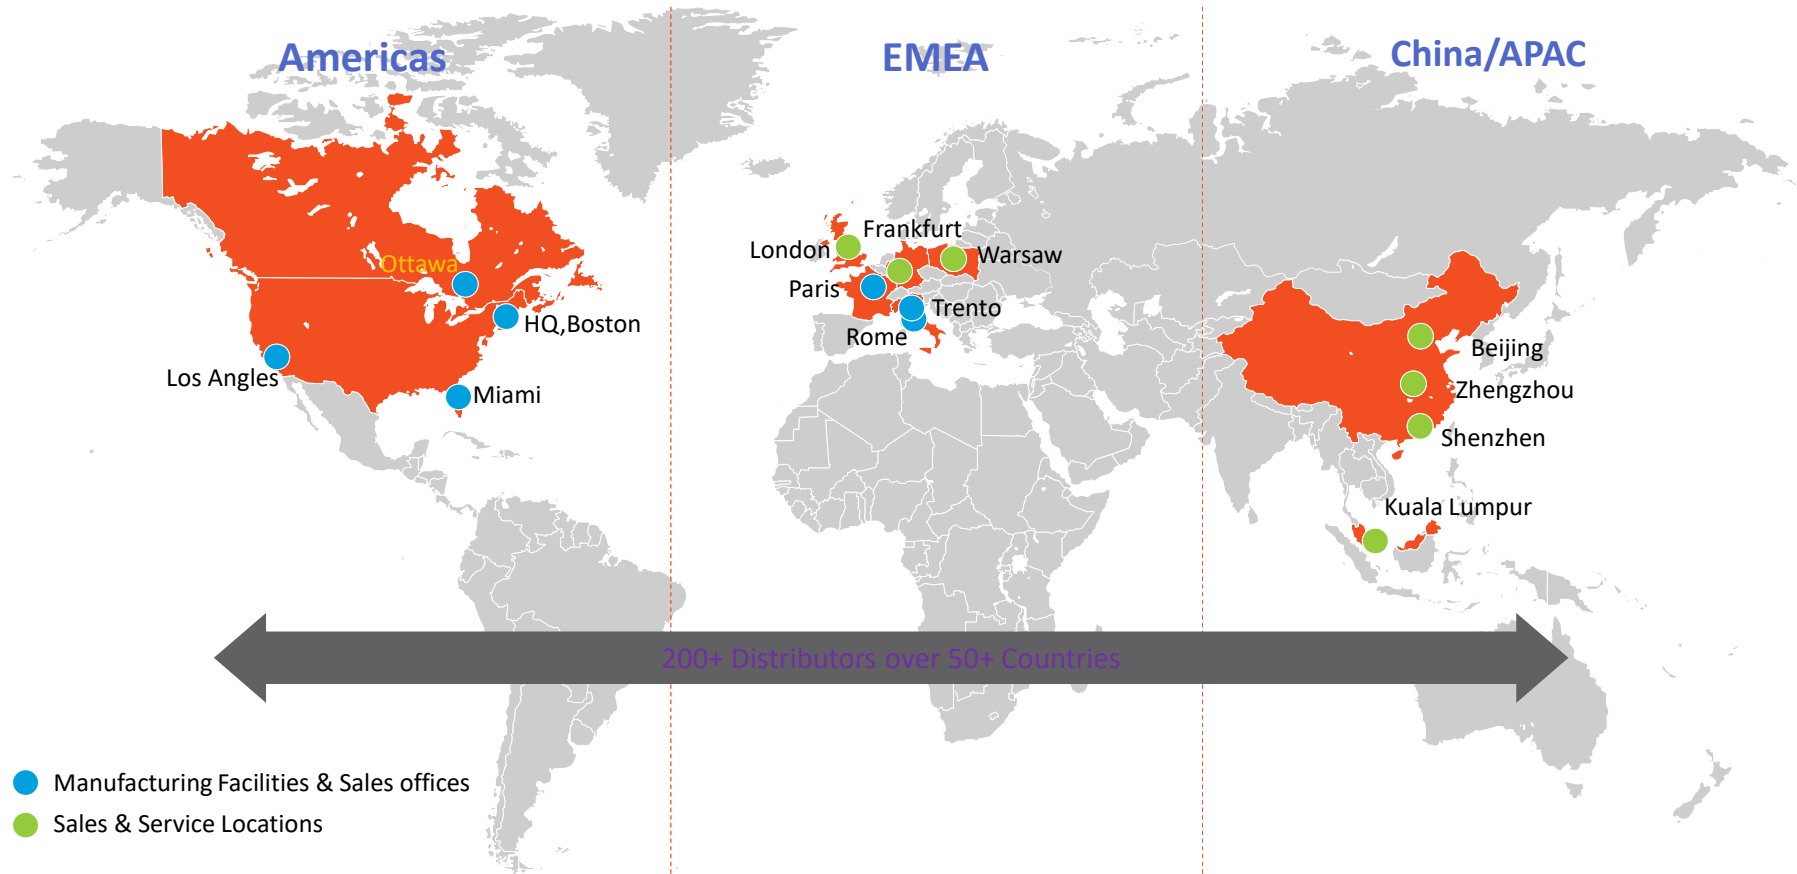 Americas
EMEA
China/APAC
Ottawa
HQ,Boston
Los Angles
Miami
Frankfurt
London
Warsaw
Paris
Trento
Rome
Beijing
Zhengzhou
Shenzhen
Kuala Lumpur
200+ Distributors over 50+ Countries
Manufacturing Facilities & Sales offices
Sales & Service Locations